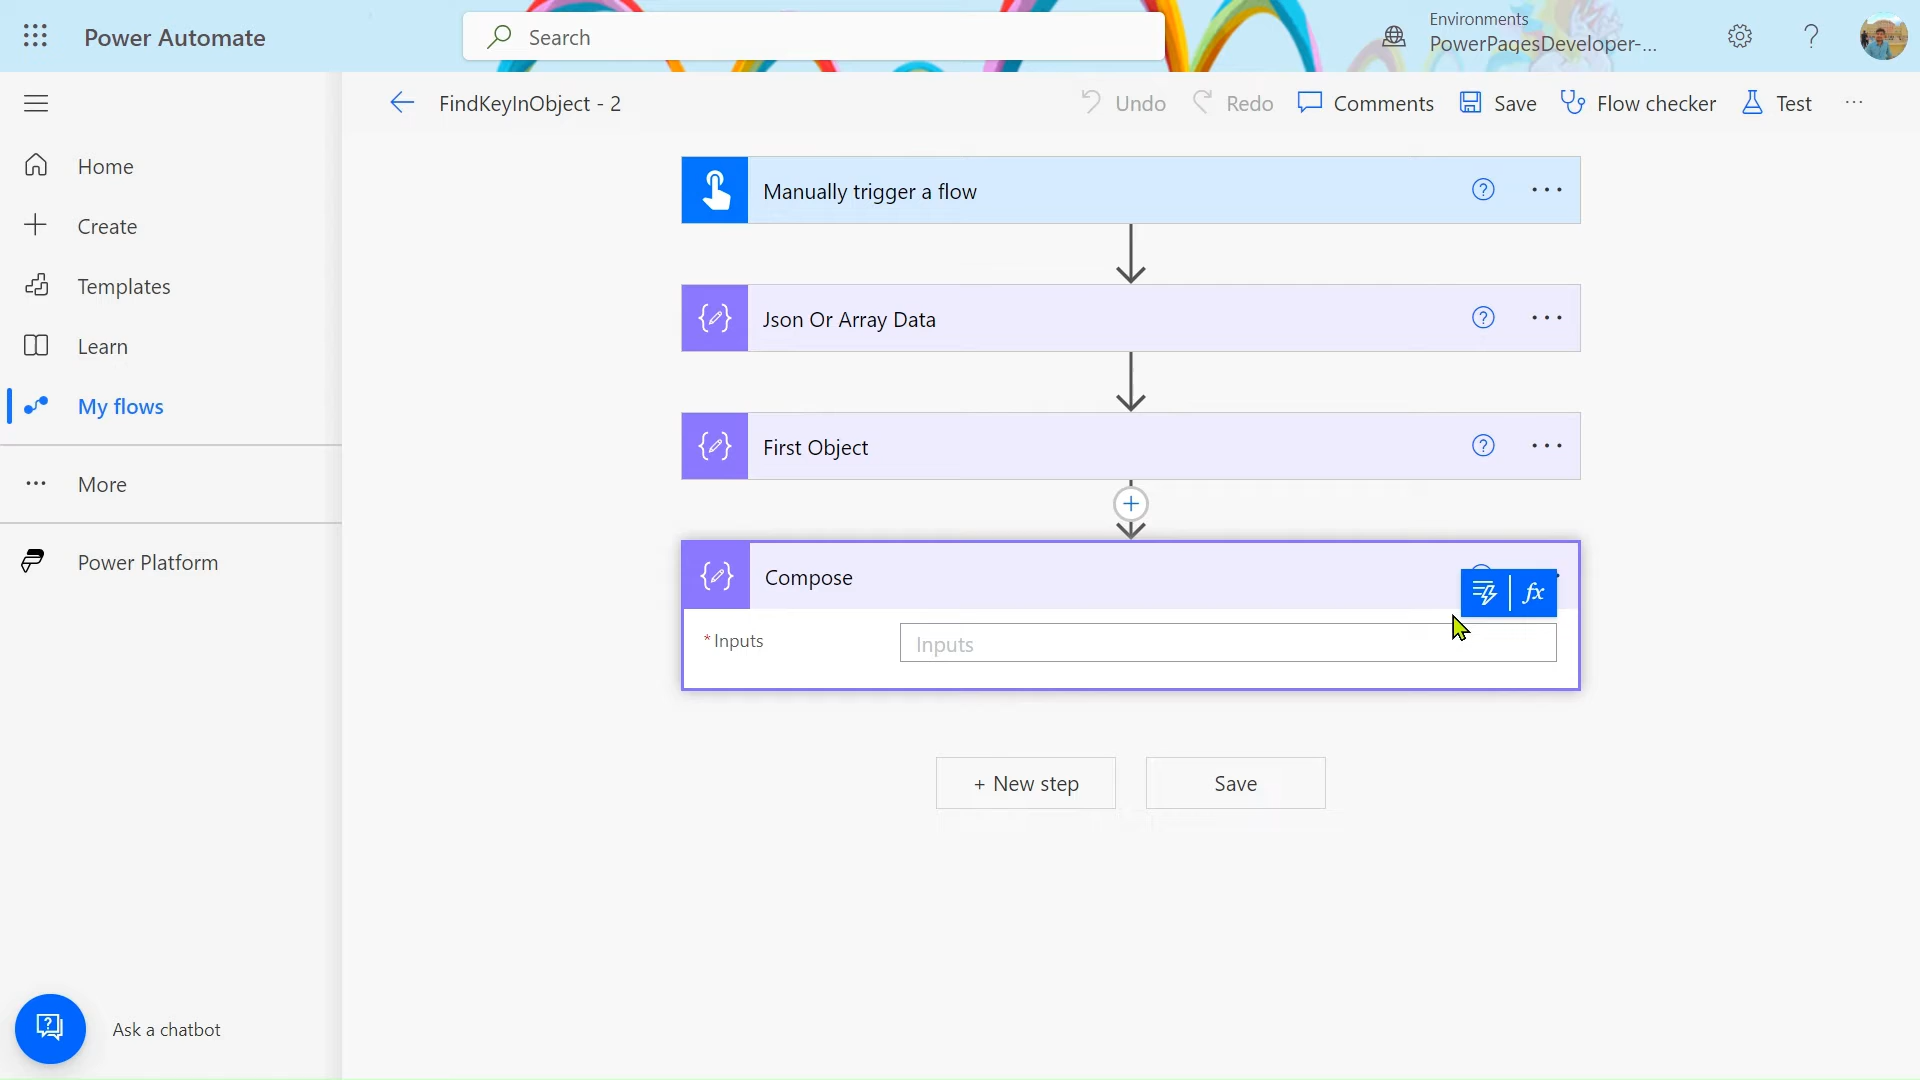 Power Automate
Search
Environments
PowerPagesDeveloper-...
FindKeyInObject - 2
Undo
Redo
Comments
Save
Flow checker
Test
Home
Create
Templates
Learn
My flows
More
Power Platform
Ask a chatbot
Manually trigger a flow
Json Or Array Data
First Object
Compose
fx
* Inputs
Inputs
+ New step
Save